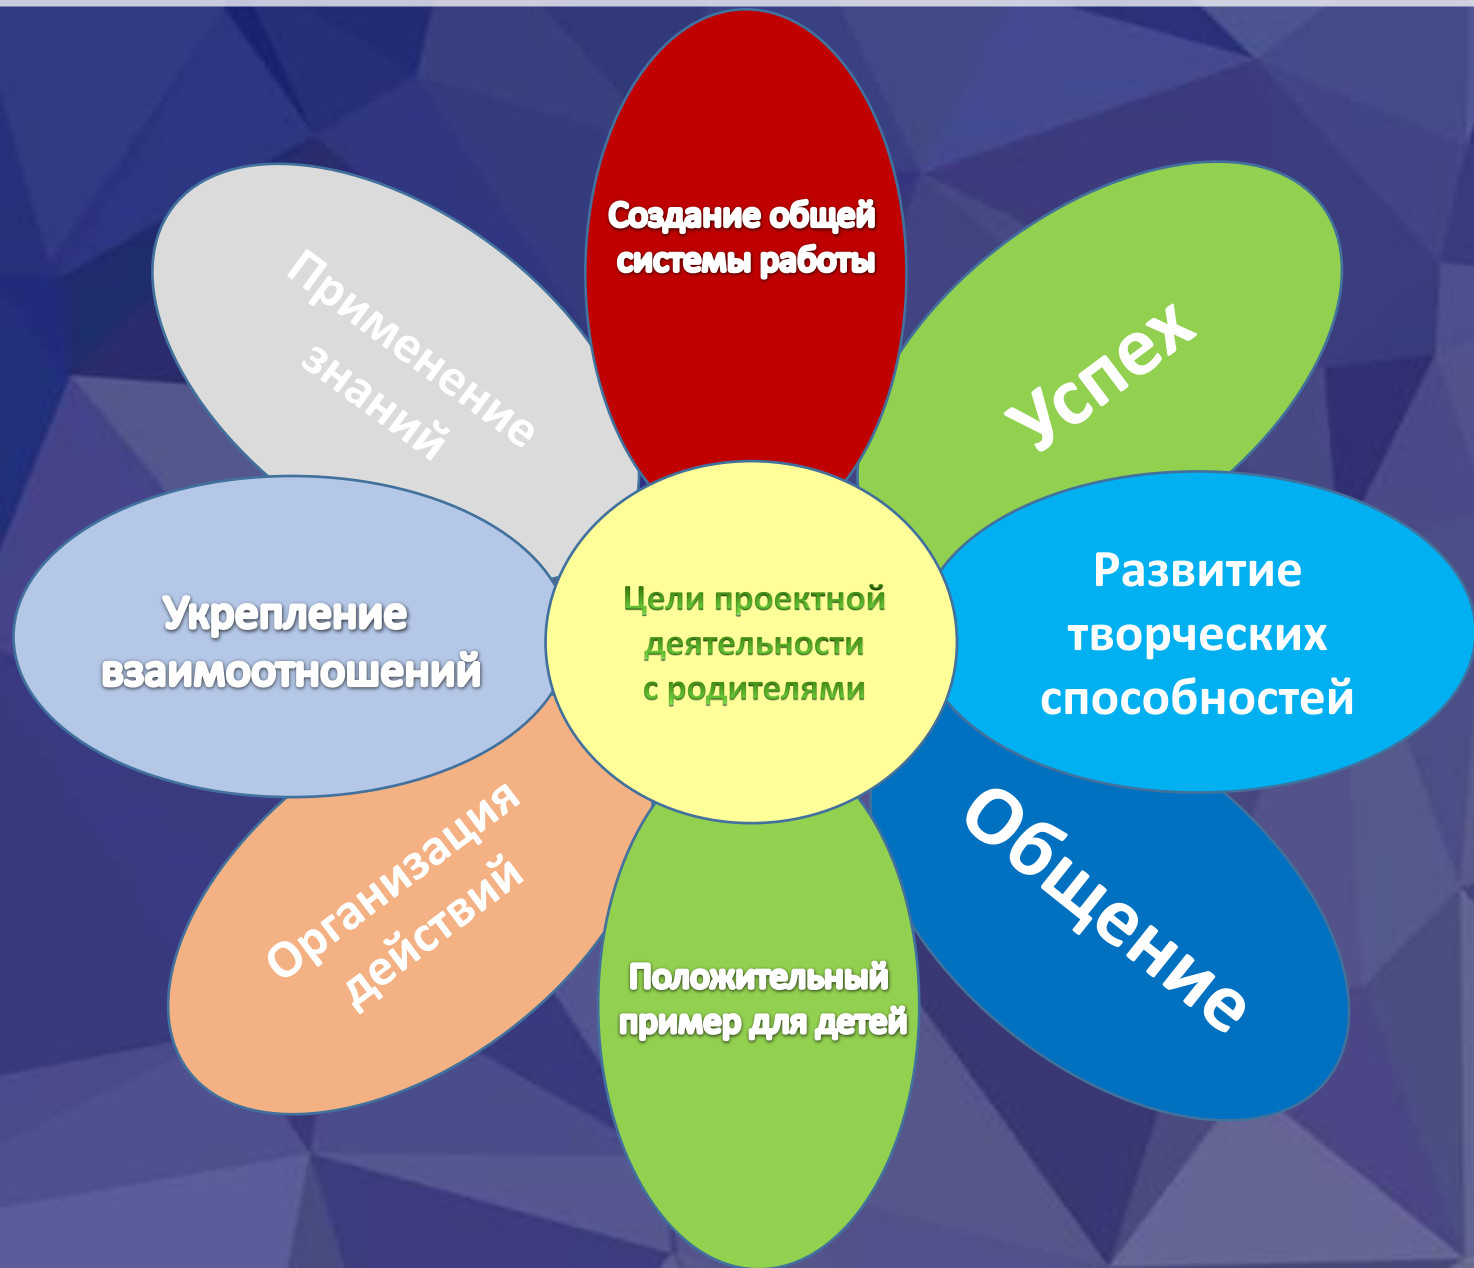 Создание общей
системы работы
Успех
Развитие
творческих
способностей
Общение
Положительный
пример для детей
Организация
действий
Укрепление
взаимоотношений
Применение
знаний
Цели проектной
деятельности
с родителями